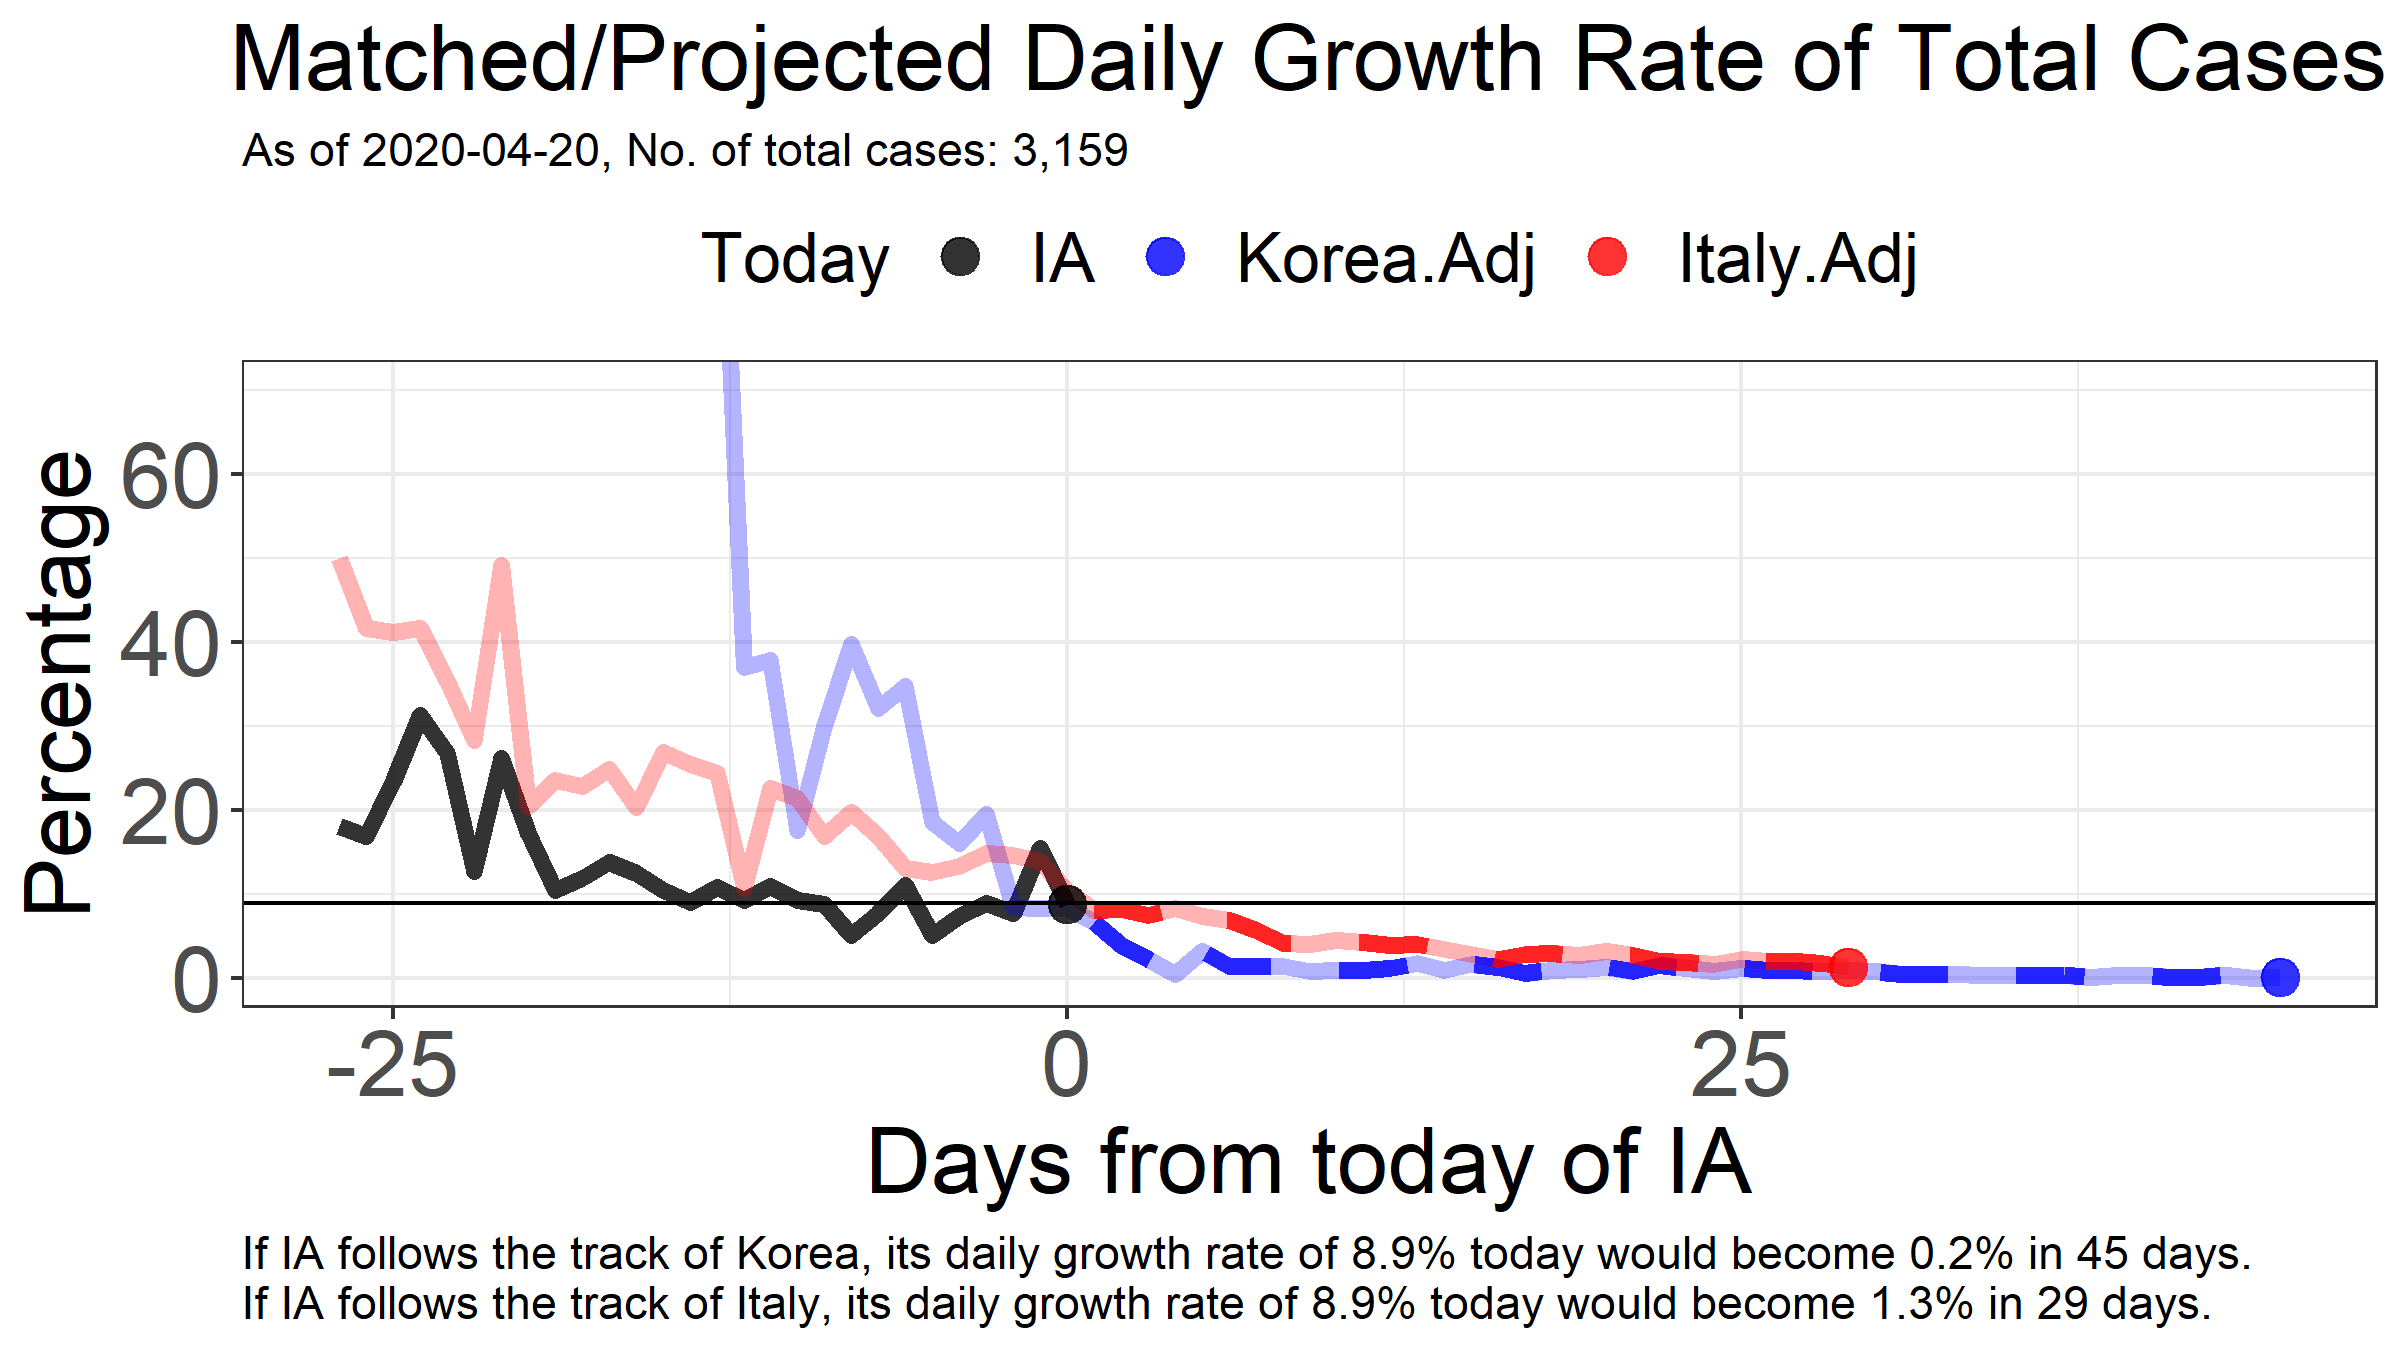 Matched/Projected Daily Growth Rate of Total Cases
As of 2020-04-20, No. of total cases: 3,159
Today IA Korea.Adj Italy.Adj
Percentage
60
40
20
0
-25 0 25
Days from today of IA
If IA follows the track of Korea, its daily growth rate of 8.9% today would become 0.2% in 45 days.
If IA follows the track of Italy, its daily growth rate of 8.9% today would become 1.3% in 29 days.